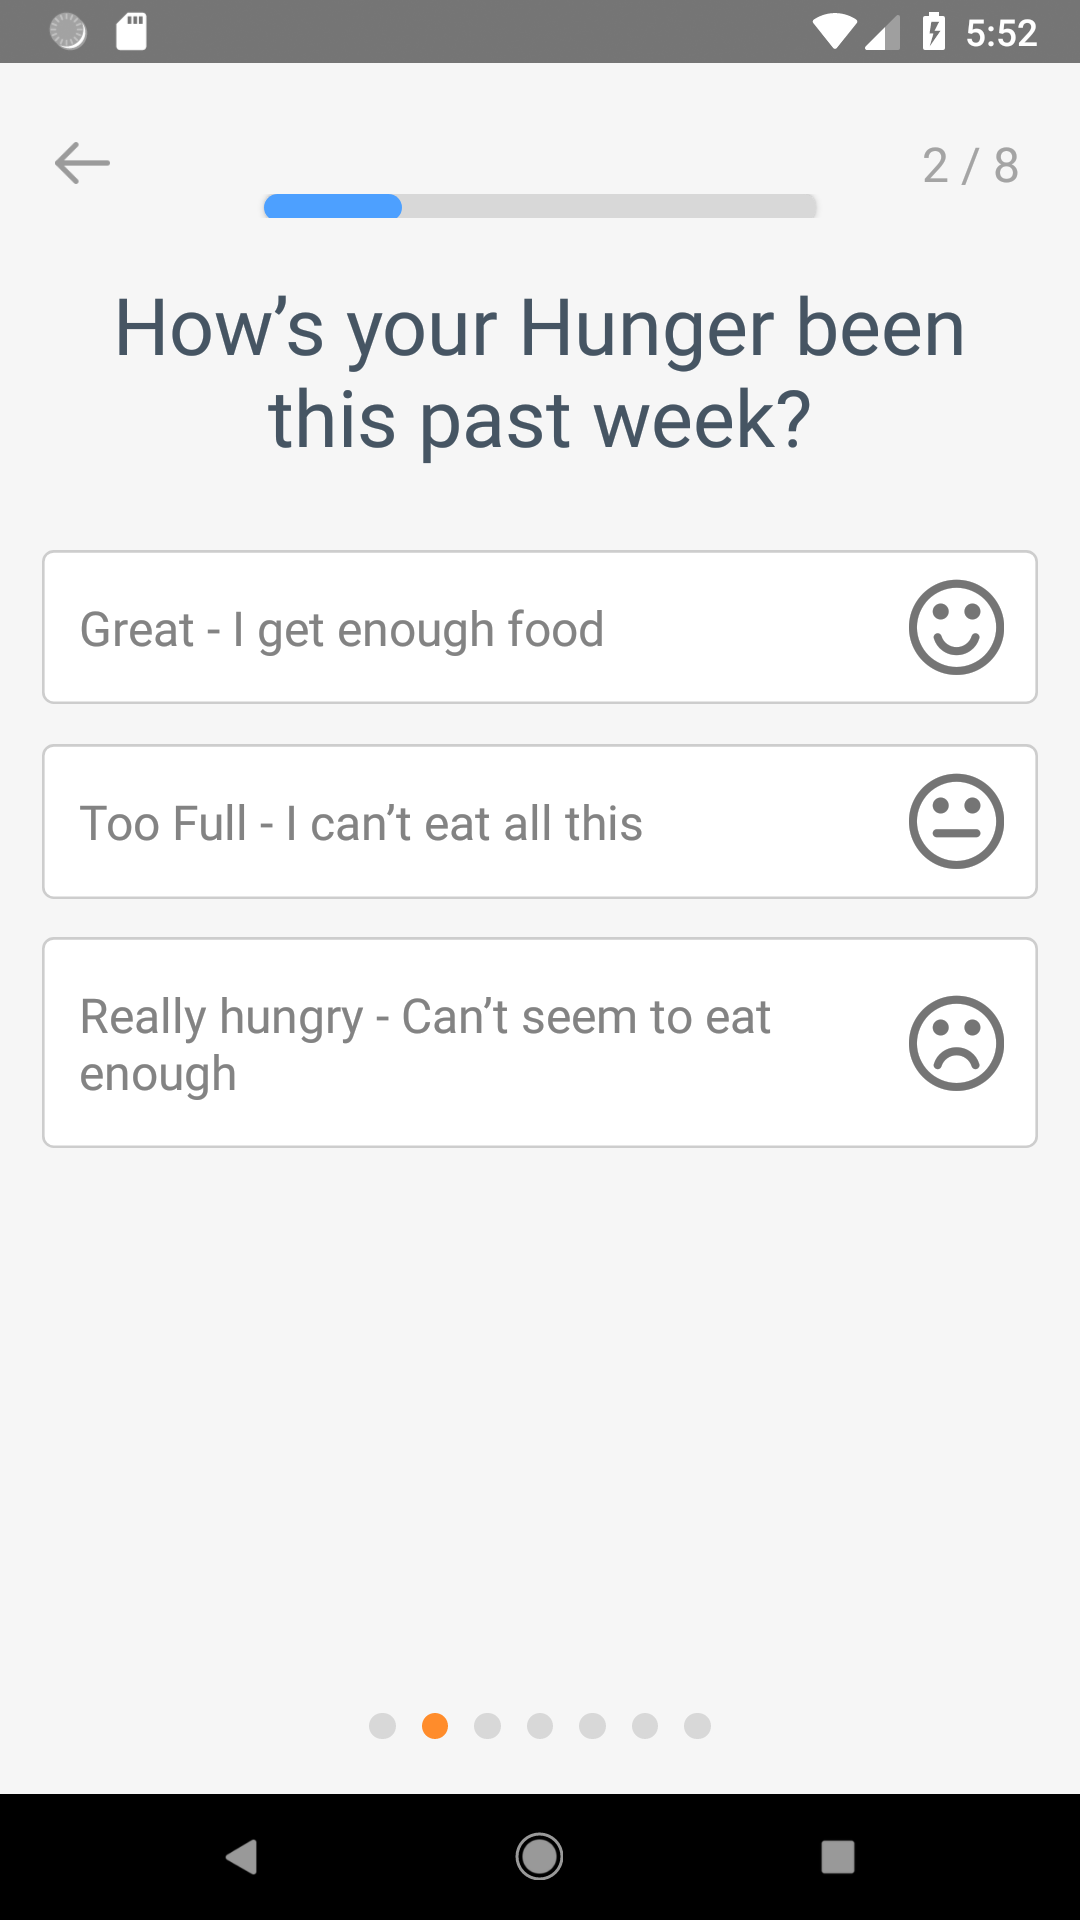 5:52
2 / 8
How’s your Hunger been
this past week?
Great - I get enough food
Too Full - I can’t eat all this
Really hungry - Can’t seem to eat
enough